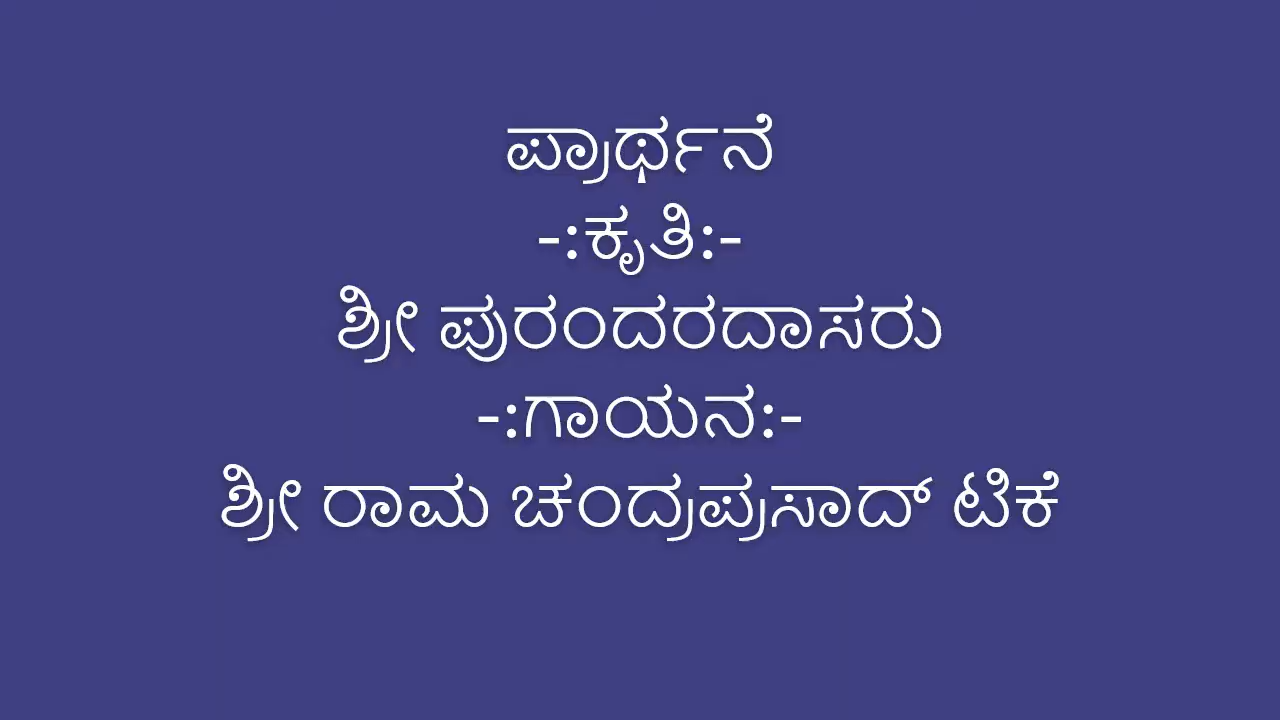 ಪ್ರಾರ್ಥನೆ
-:ಕೃತಿ:-
ಶ್ರೀ ಪುರಂದರದಾಸರು
-:ಗಾಯನ:-
ಶ್ರೀ ರಾಮ ಚಂದ್ರಪ್ರಸಾದ್ ಟಿಕೆ